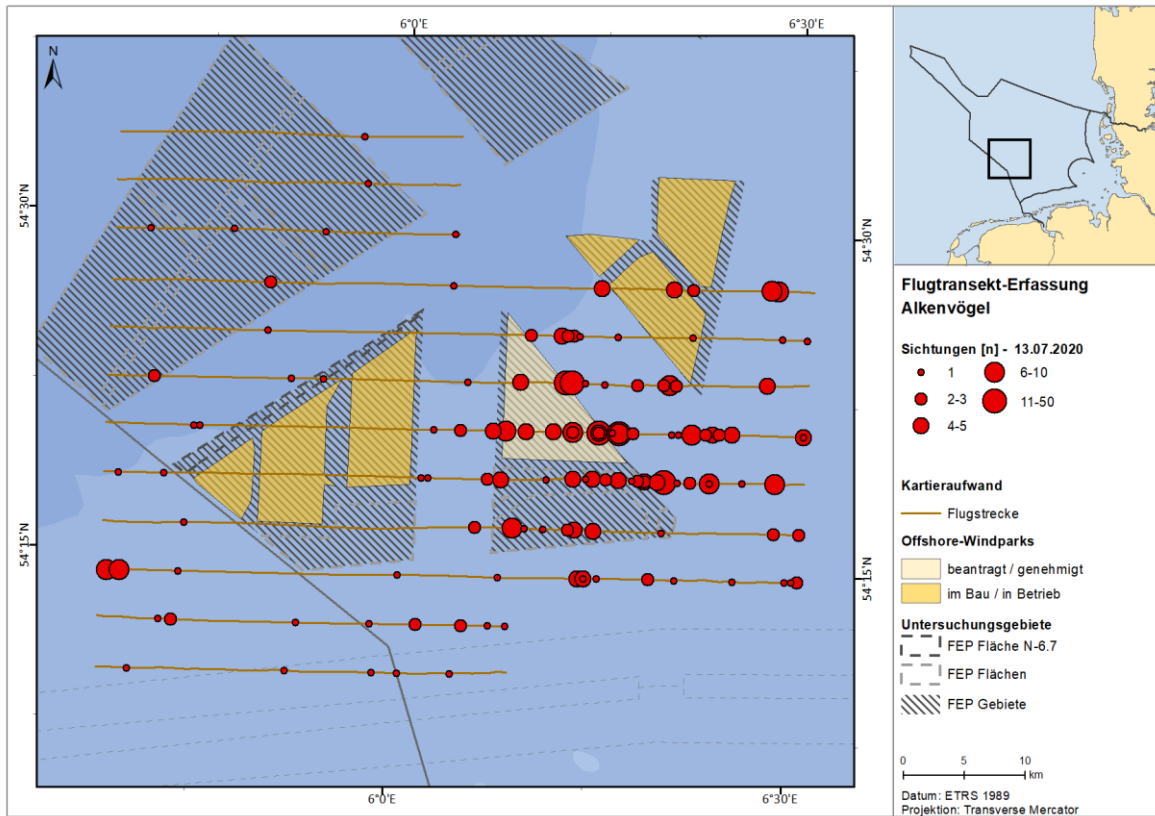 6°0'E
6°30'E
N
54°30'N
54°30'N
54°15'N
54°15'N
6°0'E
6°30'E
Flugtransekt-Erfassung
Alkenvögel
Sichtungen [n] - 13.07.2020
1
6-10
2-3
11-50
4-5
Kartieraufwand
Flugstrecke
Offshore-Windparks
beantragt / genehmigt
im Bau / in Betrieb
Untersuchungsgebiete
FEP Fläche N-6.7
FEP Flächen
FEP Gebiete
0 5 10
km
Datum: ETRS 1989
Projektion: Transverse Mercator